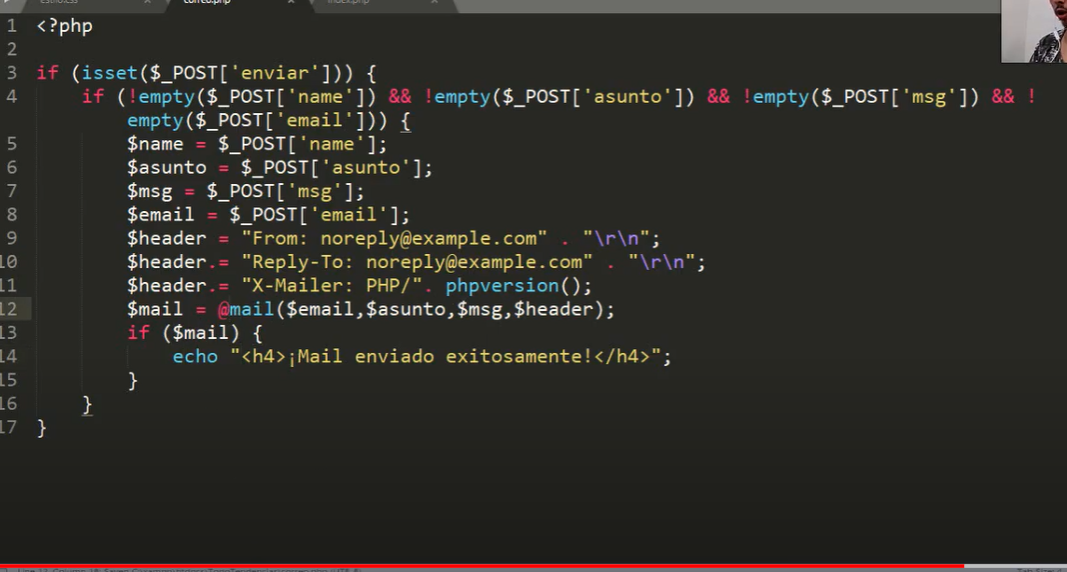 correo.php
index.php
1 <?php
2
3 if (isset($_POST['enviar'])) {
4 if (!empty($_POST['name']) && !empty($_POST['asunto']) && !empty($_POST['msg']) && !
empty($_POST['email'])) {
5 $name = $_POST['name'];
6 $asunto = $_POST['asunto'];
7 $msg = $_POST['msg'];
8 $email = $_POST['email'];
9 $header = "From: noreply@example.com" . "\r\n";
10 $header.= "Reply-To: noreply@example.com" . "\r\n";
11 $header.= "X-Mailer: PHP/". phpversion();
12 $mail = @mail($email,$asunto,$msg,$header);
13 if ($mail) {
14 echo "<h4>¡Mail enviado exitosamente!</h4>";
15 }
16 }
17 }